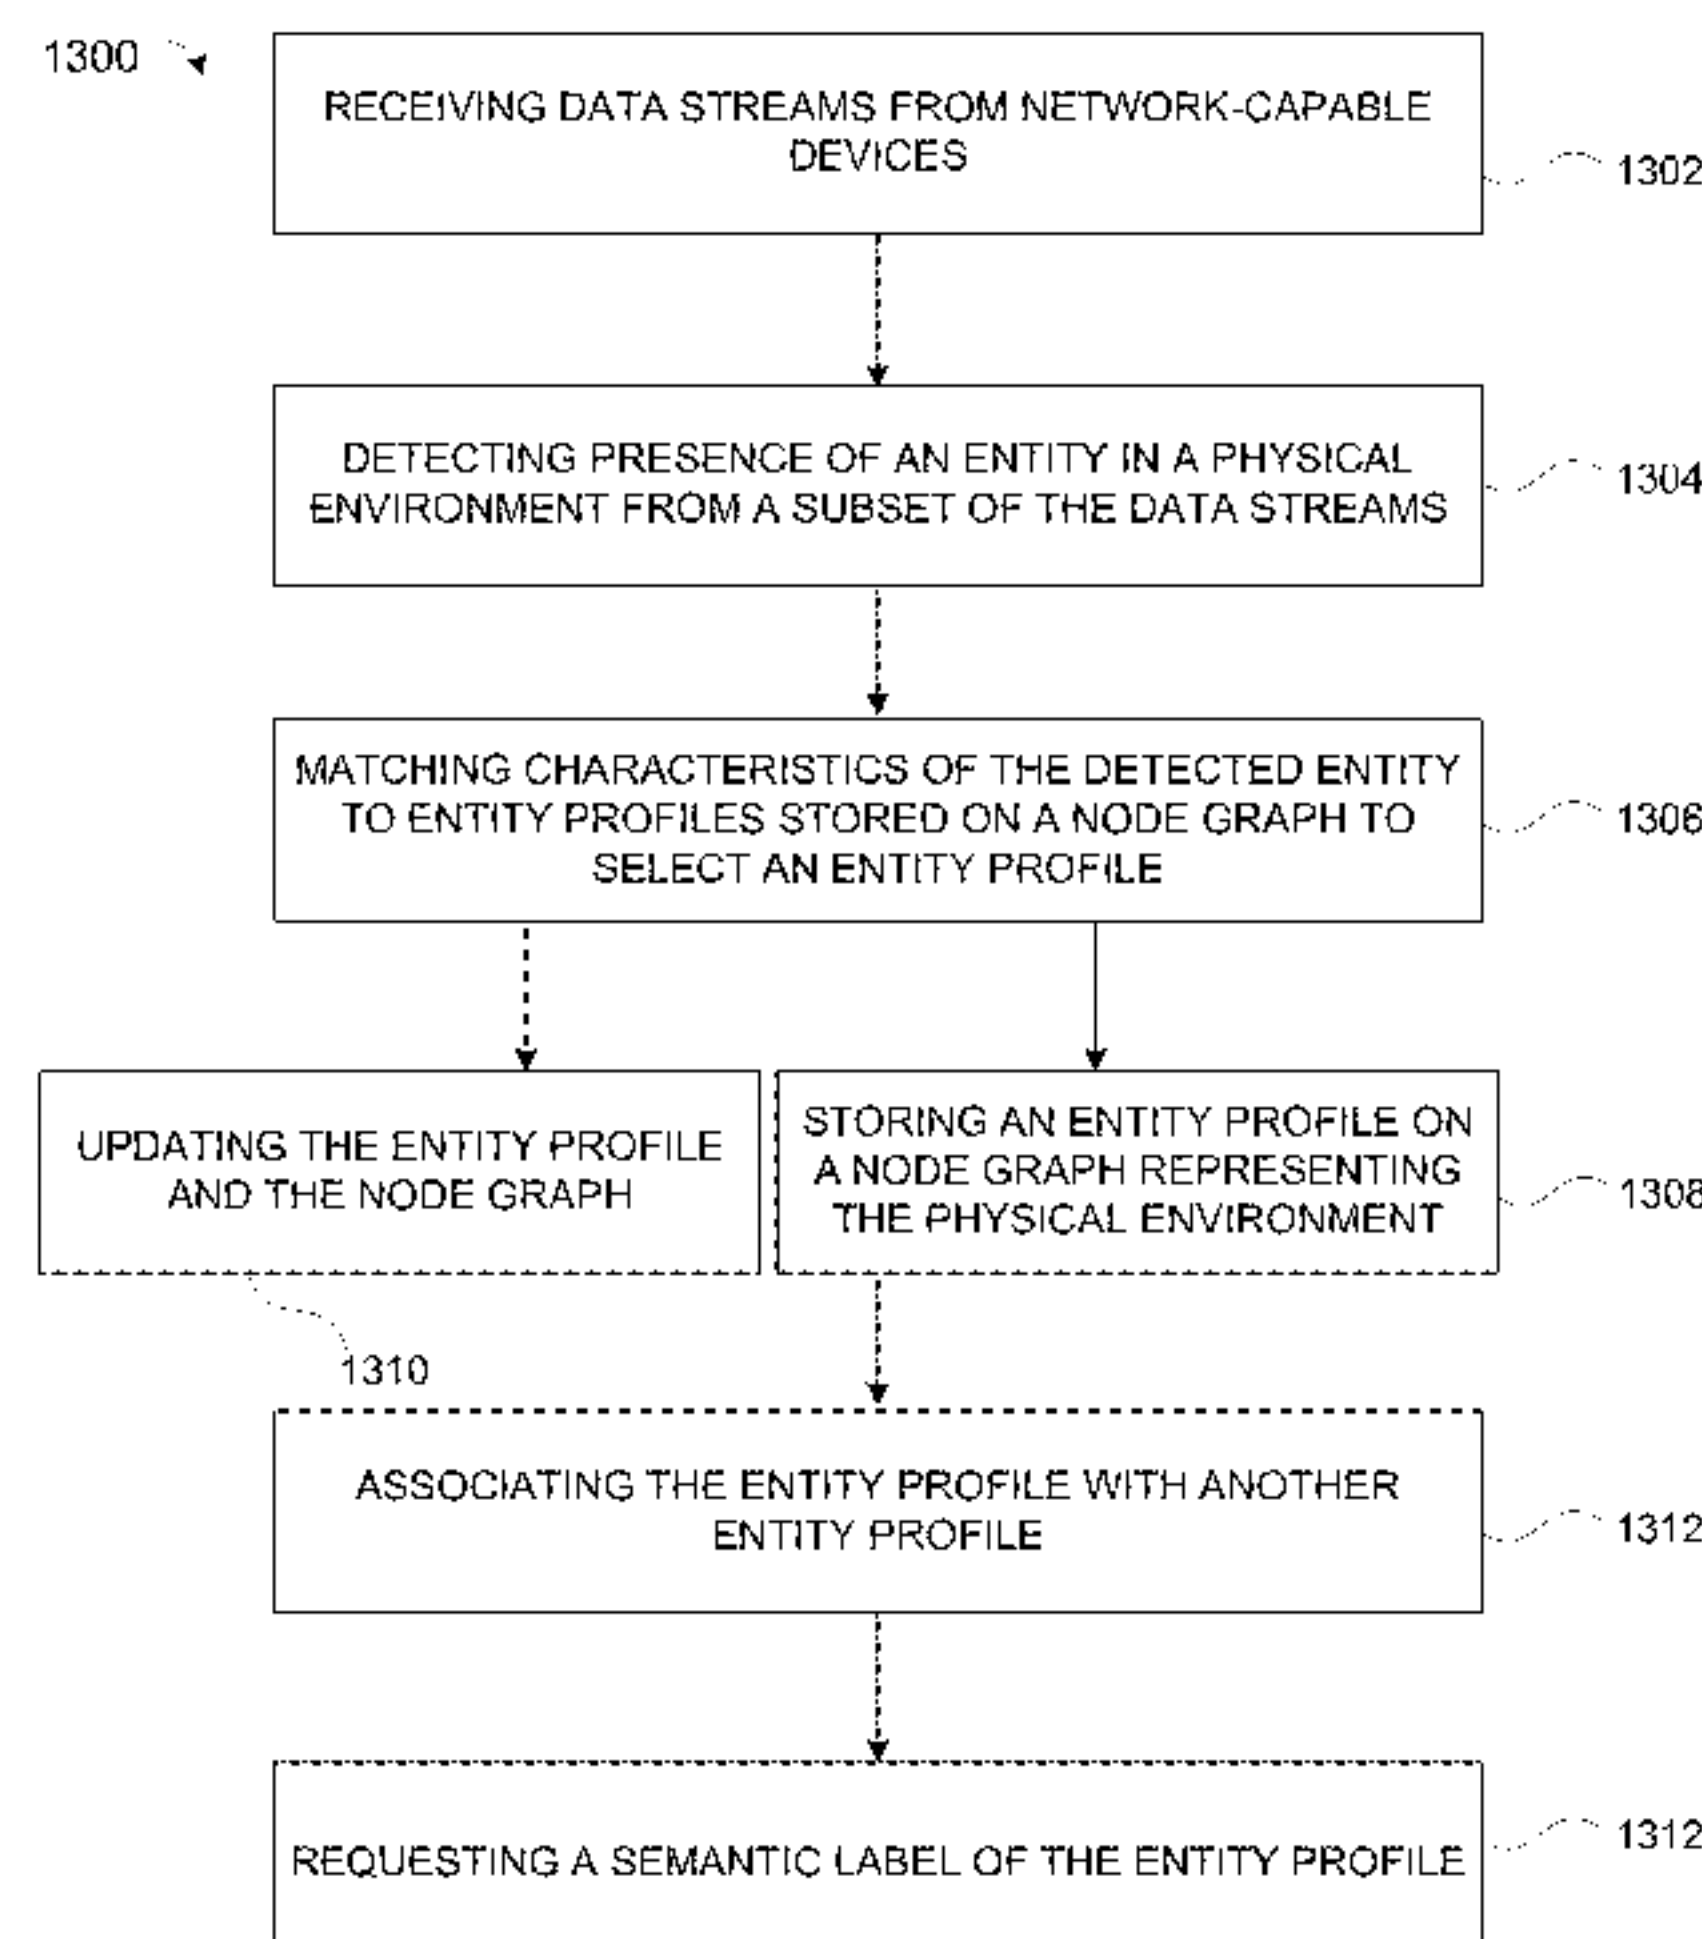 1300
RECEIVING DATA STREAMS FROM NETWORK-CAPABLE
DEVICES
1302
DETECTING PRESENCE OF AN ENTITY IN A PHYSICAL
ENVIRONMENT FROM A SUBSET OF THE DATA STREAMS
1304
MATCHING CHARACTERISTICS OF THE DETECTED ENTITY
TO ENTITY PROFILES STORED ON A NODE GRAPH TO
SELECT AN ENTITY PROFILE
1306
UPDATING THE ENTITY PROFILE
AND THE NODE GRAPH
1310
STORING AN ENTITY PROFILE ON
A NODE GRAPH REPRESENTING
THE PHYSICAL ENVIRONMENT
1308
ASSOCIATING THE ENTITY PROFILE WITH ANOTHER
ENTITY PROFILE
1312
REQUESTING A SEMANTIC LABEL OF THE ENTITY PROFILE
1312